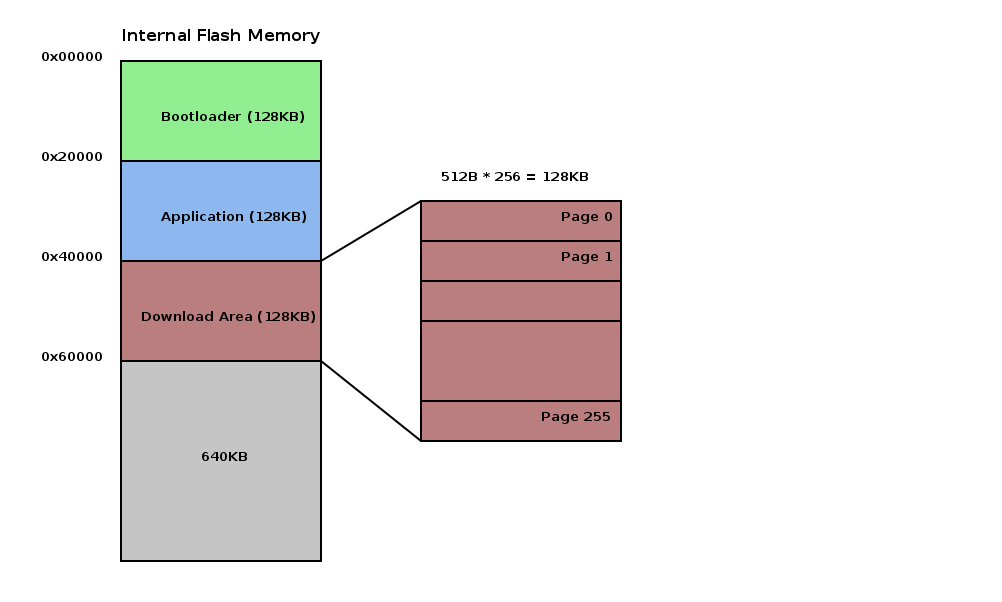 Internal Flash Memory
0x00000
Bootloader (128KB)
0x20000
512B * 256 = 128KB
Application (128KB)
Page 0
0x40000
Page 1
Download Area (128KB)
0x60000
Page 255
640KB